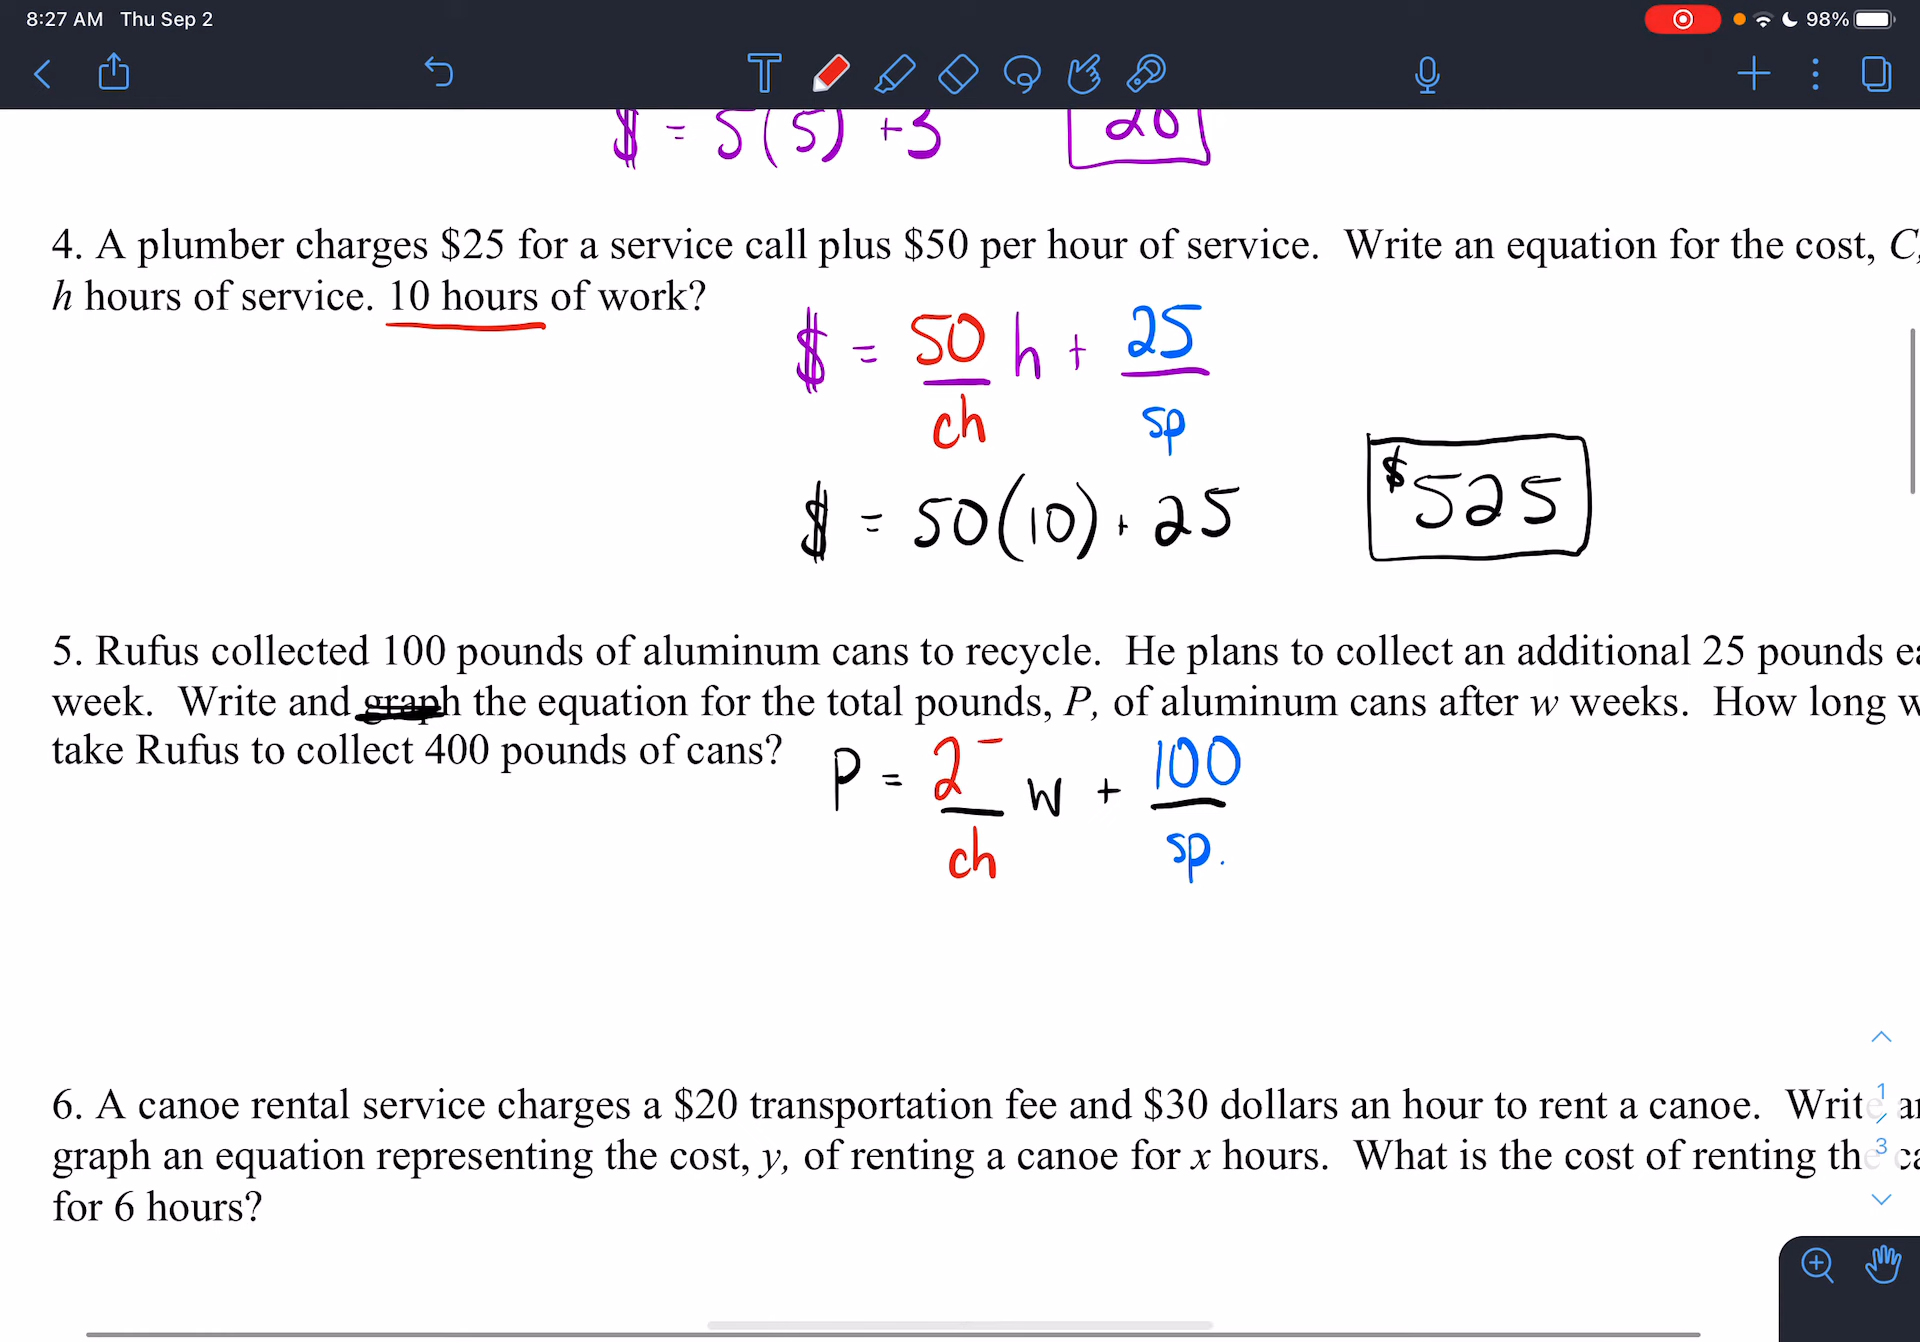 8:27 AM Thu Sep 2
98%
$ = 5(5) +3
4. A plumber charges $25 for a service call plus $50 per hour of service. Write an equation for the cost, C,
h hours of service. 10 hours of work?
$ = 50 h + 25
ch sp
$ = 50(10) + 25
$525
5. Rufus collected 100 pounds of aluminum cans to recycle. He plans to collect an additional 25 pounds ea
week. Write and graph the equation for the total pounds, P, of aluminum cans after w weeks. How long w
take Rufus to collect 400 pounds of cans?
P = 2 w + 100
ch sp.
6. A canoe rental service charges a $20 transportation fee and $30 dollars an hour to rent a canoe. Write an
graph an equation representing the cost, y, of renting a canoe for x hours. What is the cost of renting the ca
for 6 hours?
1/3